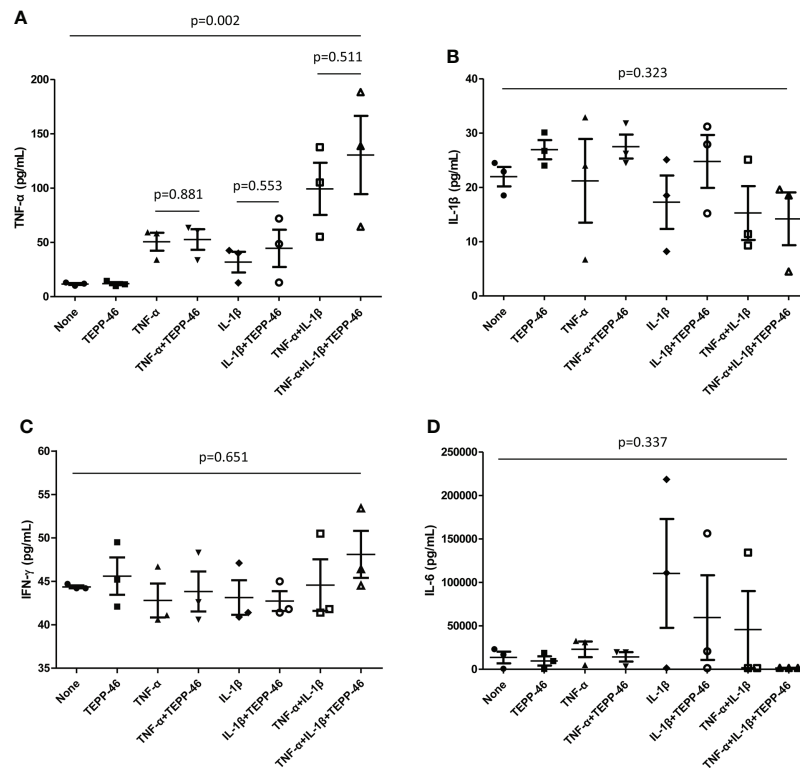 A
p=0.002
p=0.511
p=0.881
p=0.553
TNF-α (pg/mL)
200
150
100
50
0
None
TEPP-46
TNF-α
TNF-α+TEPP-46
IL-1β
IL-1β+TEPP-46
TNF-α+IL-1β
TNF-α+IL-1β+TEPP-46
B
p=0.323
IL-1β (pg/mL)
40
30
20
10
0
None
TEPP-46
TNF-α
TNF-α+TEPP-46
IL-1β
IL-1β+TEPP-46
TNF-α+IL-1β
TNF-α+IL-1β+TEPP-46
C
p=0.651
IFN-γ (pg/mL)
60
55
50
45
40
35
None
TEPP-46
TNF-α
TNF-α+TEPP-46
IL-1β
IL-1β+TEPP-46
TNF-α+IL-1β
TNF-α+IL-1β+TEPP-46
D
p=0.337
IL-6 (pg/mL)
250000
200000
150000
100000
50000
0
None
TEPP-46
TNF-α
TNF-α+TEPP-46
IL-1β
IL-1β+TEPP-46
TNF-α+IL-1β
TNF-α+IL-1β+TEPP-46